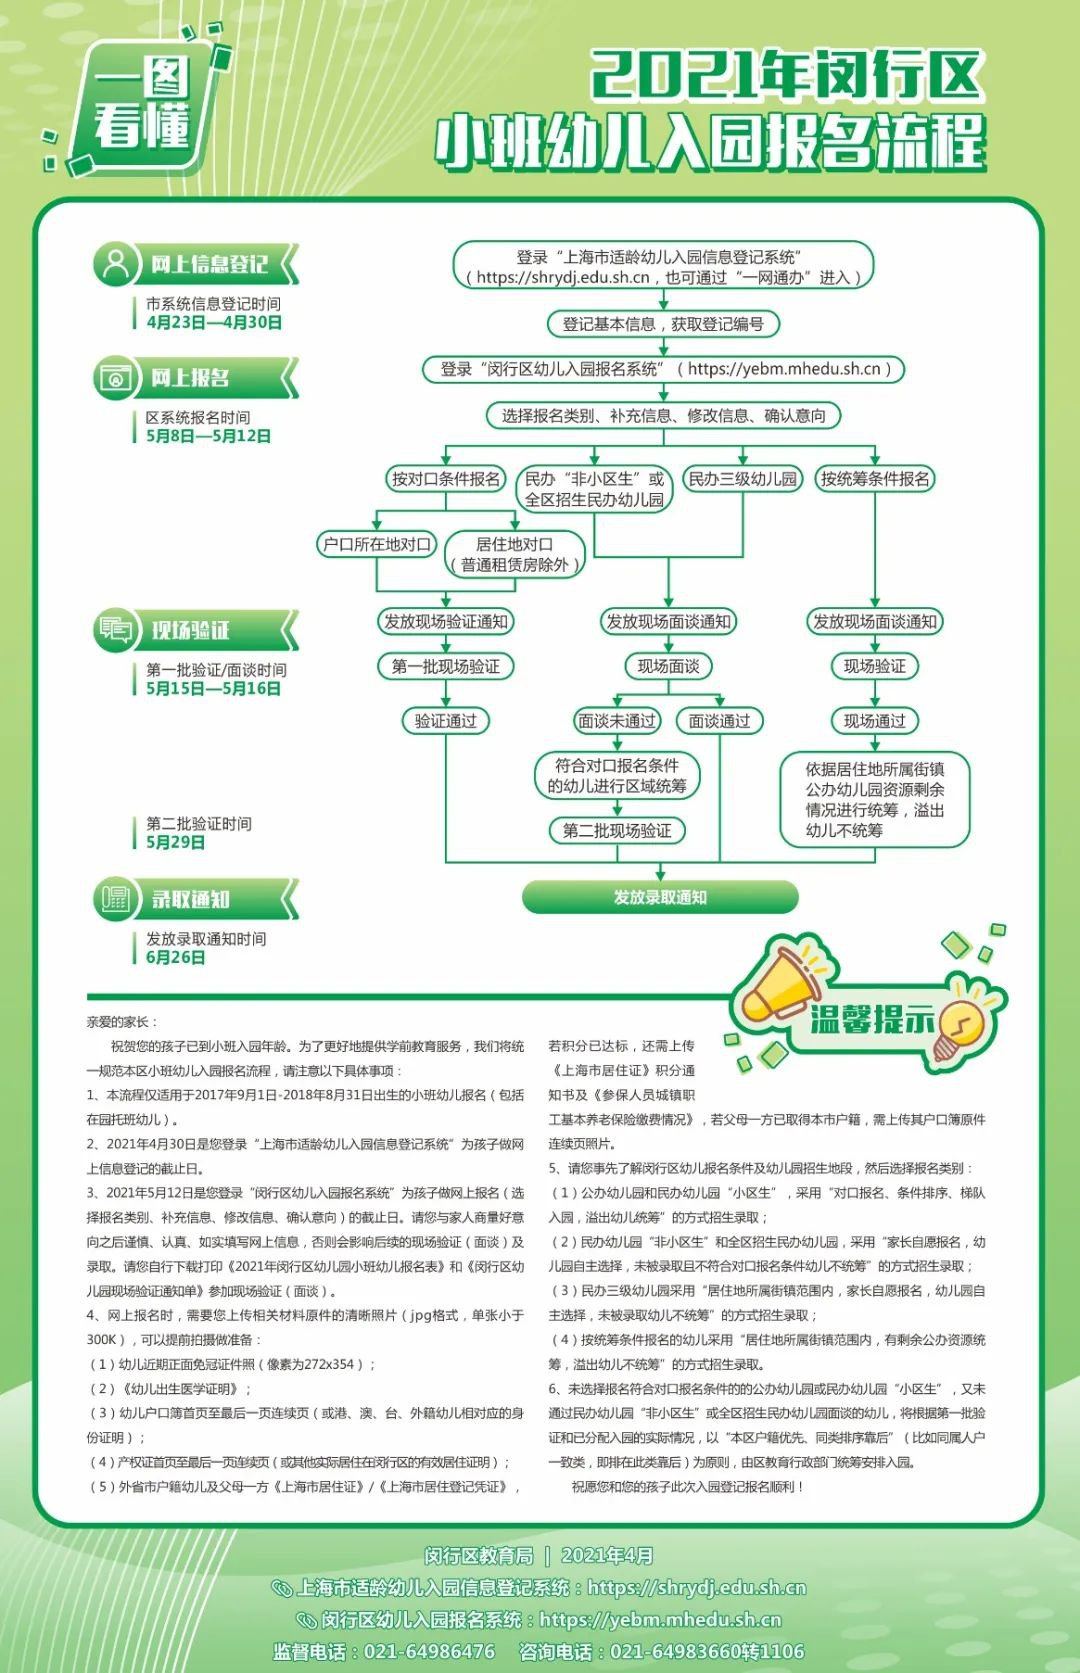 一图
看懂
2021年闵行区
小班幼儿入园报名流程
网上信息登记
市系统信息登记时间
4月23日—4月30日
网上报名
区系统报名时间
5月8日—5月12日
现场验证
第一批验证/面谈时间
5月15日—5月16日
第二批验证时间
5月29日
录取通知
发放录取通知时间
6月26日
登录“上海市适龄幼儿入园信息登记系统”
（https://shrydj.edu.sh.cn，也可通过“一网通办”进入）
登记基本信息，获取登记编号
登录“闵行区幼儿入园报名系统”（https://yebm.mhedu.sh.cn）
选择报名类别、补充信息、修改信息、确认意向
按对口条件报名
民办“非小区生”或
全区招生民办幼儿园
民办三级幼儿园
按统筹条件报名
户口所在地对口
居住地对口
（普通租赁房除外）
发放现场验证通知
发放现场面谈通知
发放现场面谈通知
第一批现场验证
现场面谈
现场验证
验证通过
面谈未通过
面谈通过
现场通过
符合对口报名条件
的幼儿进行区域统筹
依据居住地所属街镇
公办幼儿园资源剩余
情况进行统筹，溢出
幼儿不统筹
第二批现场验证
发放录取通知
温馨提示
亲爱的家长：
祝贺您的孩子已到小班入园年龄。为了更好地提供学前教育服务，我们将统
一规范本区小班幼儿入园报名流程，请注意以下具体事项：
1、本流程仅适用于2017年9月1日-2018年8月31日出生的小班幼儿报名（包括
在园托班幼儿）。
2、2021年4月30日是您登录“上海市适龄幼儿入园信息登记系统”为孩子做网
上信息登记的截止日。
3、2021年5月12日是您登录“闵行区幼儿入园报名系统”为孩子做网上报名（选
择报名类别、补充信息、修改信息、确认意向）的截止日。请您与家人商量好意
向之后谨慎、认真、如实填写网上信息，否则会影响后续的现场验证（面谈）及
录取。请您自行下载打印《2021年闵行区幼儿园小班幼儿报名表》和《闵行区幼
儿园现场验证通知单》参加现场验证（面谈）。
4、网上报名时，需要您上传相关材料原件的清晰照片（jpg格式，单张小于
300K），可以提前拍摄做准备：
（1）幼儿近期正面免冠证件照（像素为272x354）；
（2）《幼儿出生医学证明》；
（3）幼儿户口簿首页至最后一页连续页（或港、澳、台、外籍幼儿相对应的身
份证明）；
（4）产权证首页至最后一页连续页（或其他实际居住在闵行区的有效居住证明）；
（5）外省市户籍幼儿及父母一方《上海市居住证》/《上海市居住登记凭证》，
若积分已达标，还需上传
《上海市居住证》积分通
知书及《参保人员城镇职
工基本养老保险缴费情况》，若父母一方已取得本市户籍，需上传其户口簿原件
连续页照片。
5、请您事先了解闵行区幼儿报名条件及幼儿园招生地段，然后选择报名类别：
（1）公办幼儿园和民办幼儿园“小区生”，采用“对口报名、条件排序、梯队
入园，溢出幼儿统筹”的方式招生录取；
（2）民办幼儿园“非小区生”和全区招生民办幼儿园，采用“家长自愿报名，幼
儿园自主选择，未被录取且不符合对口报名条件幼儿不统筹”的方式招生录取；
（3）民办三级幼儿园采用“居住地所属街镇范围内，家长自愿报名，幼儿园自
主选择，未被录取幼儿不统筹”的方式招生录取；
（4）按统筹条件报名的幼儿采用“居住地所属街镇范围内，有剩余公办资源统
筹，溢出幼儿不统筹”的方式招生录取。
6、未选择报名符合对口报名条件的的公办幼儿园或民办幼儿园“小区生”，又未
通过民办幼儿园“非小区生”或全区招生民办幼儿园面谈的幼儿，将根据第一批验
证和已分配入园的实际情况，以“本区户籍优先、同类排序靠后”（比如同属人户
一致类，即排在此类靠后）为原则，由区教育行政部门统筹安排入园。
祝愿您和您的孩子此次入园登记报名顺利！
闵行区教育局 | 2021年4月
上海市适龄幼儿入园信息登记系统：https://shrydj.edu.sh.cn
闵行区幼儿入园报名系统：https://yebm.mhedu.sh.cn
监督电话：021-64986476 咨询电话：021-64983660转1106